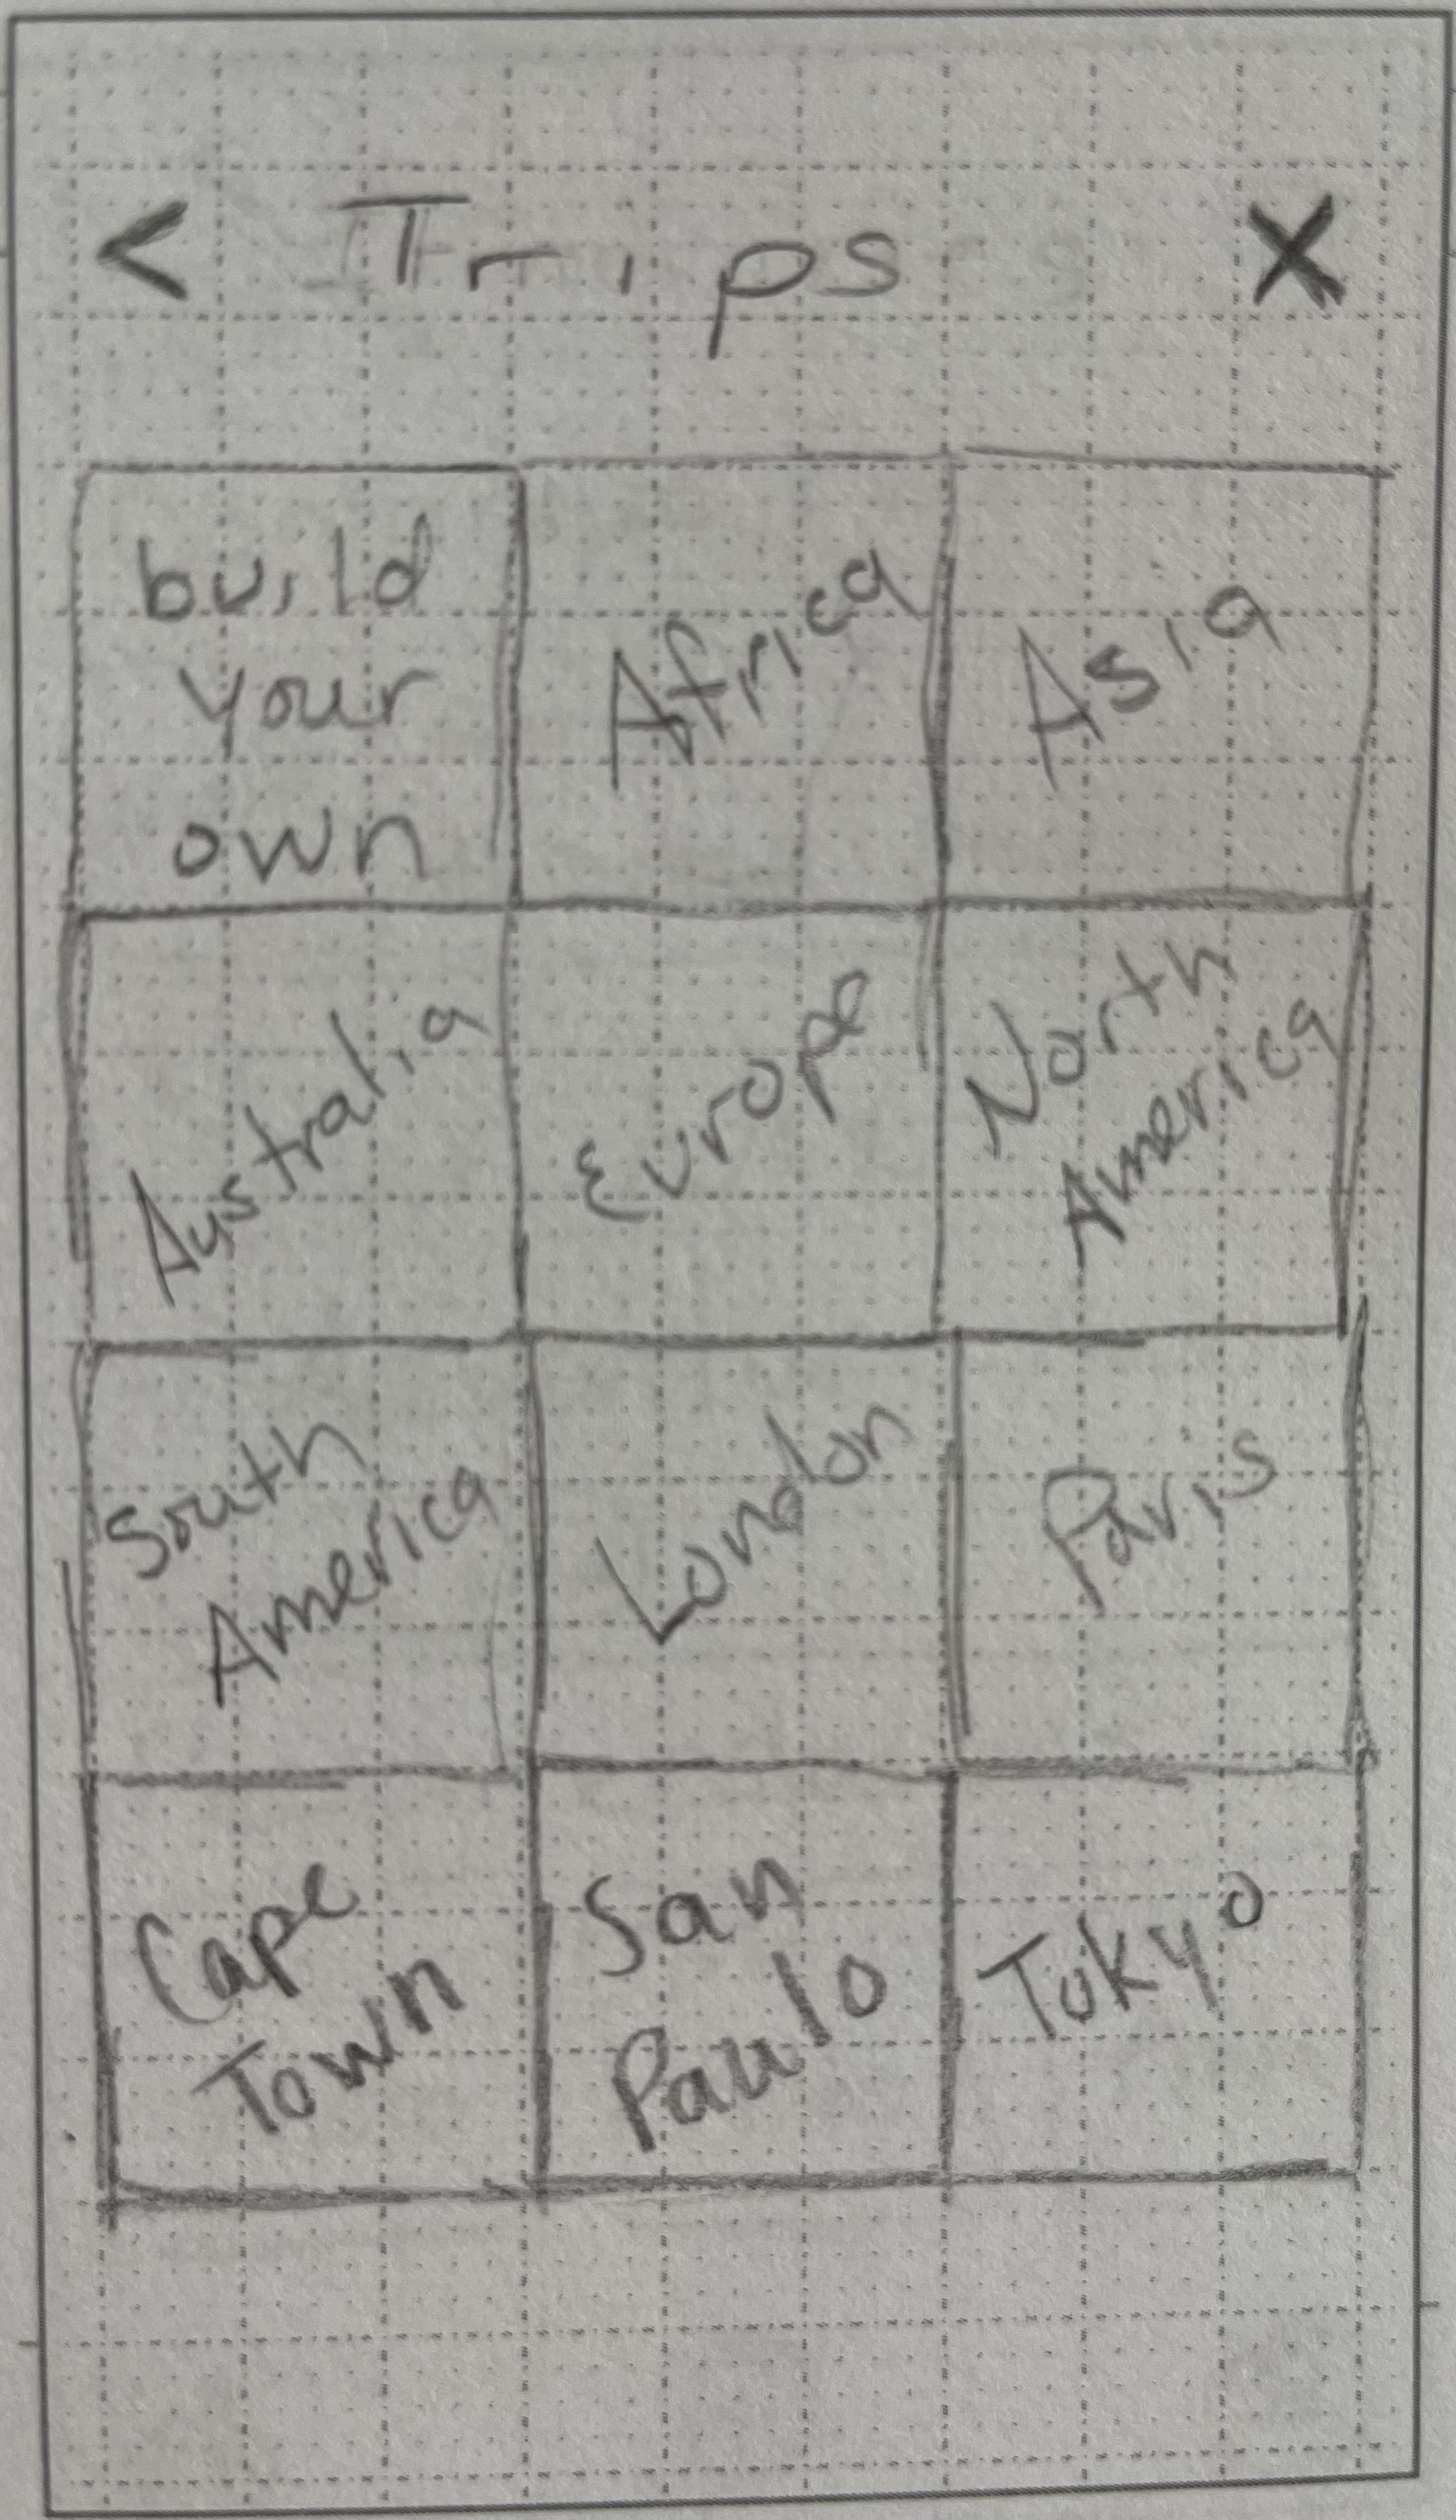 < Trips X
build
your
own
Africa
Asia
Australia
Europe
North
America
South
America
London
Paris
Cape
Town
San
Paulo
Tokyo